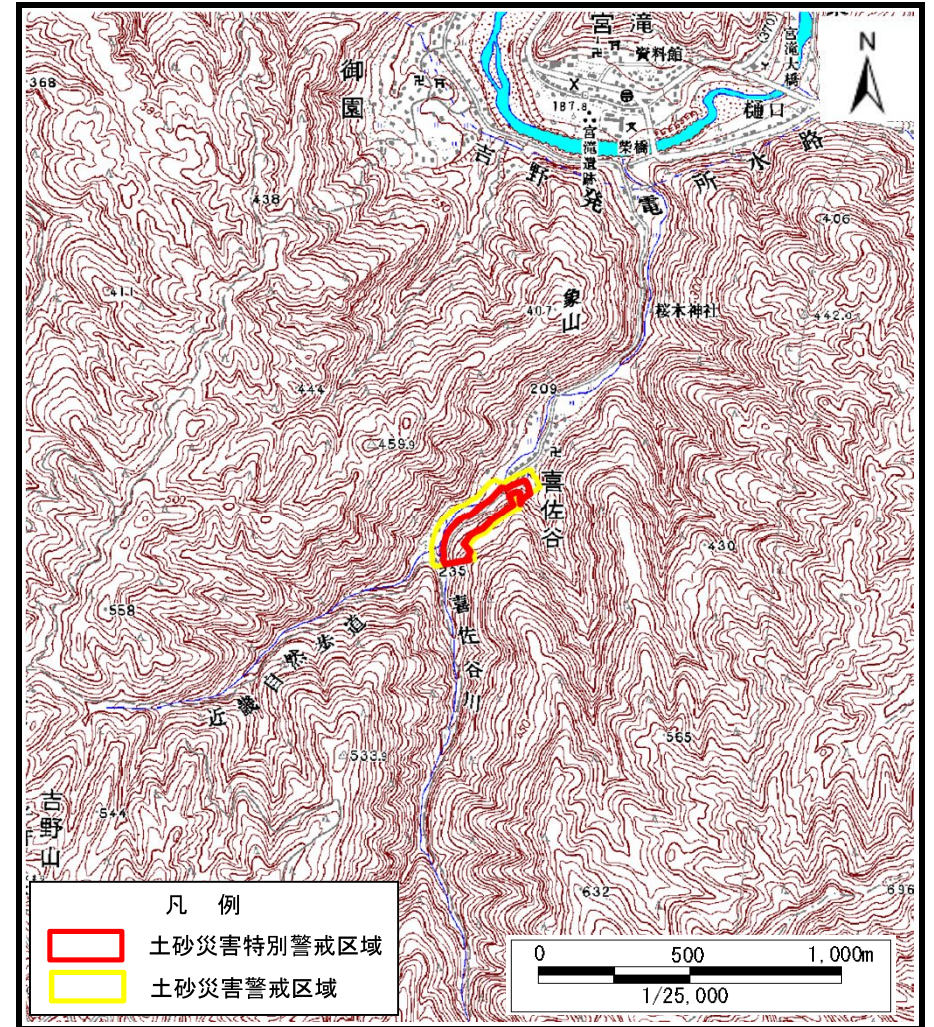 宮滝
資料館
宮滝大橋
N
368
御園
187.8
樋口
宮滝遺跡
柴橋
吉野発電所水路
438
406
411
象山
407
桜木神社
442.0
209
444
459.9
喜佐谷
430
235
558
喜佐谷川
近畿自然歩道
565
533.9
吉野山
544
632
696
凡 例
土砂災害特別警戒区域
土砂災害警戒区域
0 500 1,000m
1/25,000